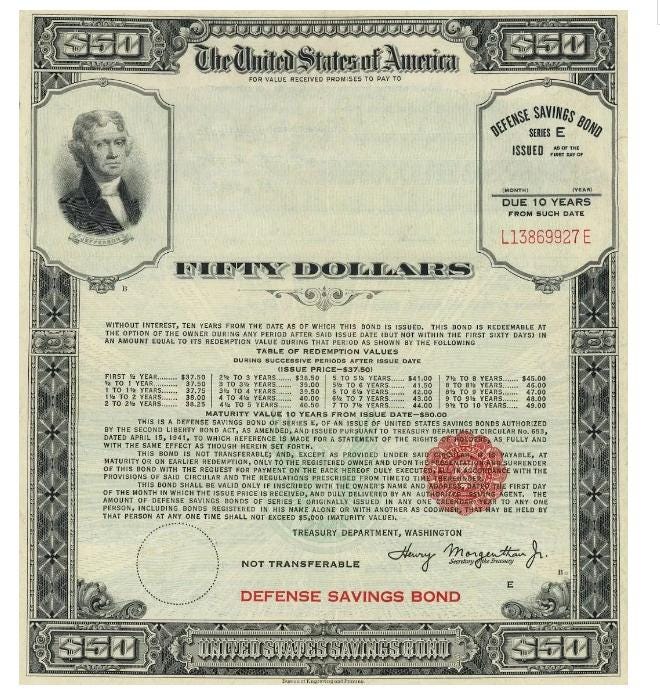 $50 $50
The United States of America
FOR VALUE RECEIVED PROMISES TO PAY TO
DEFENSE SAVINGS BOND
SERIES E
ISSUED AS OF THE FIRST DAY OF
(MONTH) (YEAR)
DUE 10 YEARS
FROM SUCH DATE
L13869927E
JEFFERSON
B
FIFTY DOLLARS
WITHOUT INTEREST, TEN YEARS FROM THE DATE AS OF WHICH THIS BOND IS ISSUED. THIS BOND IS REDEEMABLE AT
THE OPTION OF THE OWNER DURING ANY PERIOD AFTER SAID ISSUE DATE (BUT NOT WITHIN THE FIRST SIXTY DAYS) IN
AN AMOUNT EQUAL TO ITS REDEMPTION VALUE DURING THAT PERIOD AS SHOWN BY THE FOLLOWING
TABLE OF REDEMPTION VALUES
DURING SUCCESSIVE PERIODS AFTER ISSUE DATE
(ISSUE PRICE—$37.50)
FIRST ½ YEAR...... $37.50 2½ TO 3 YEARS..... $38.50 5 TO 5½ YEARS.... $41.00 7½ TO 8 YEARS..... $45.00
½ TO 1 YEAR...... 37.50 3 TO 3½ YEARS..... 39.00 5½ TO 6 YEARS..... 41.50 8 TO 8½ YEARS..... 46.00
1 TO 1½ YEARS..... 37.75 3½ TO 4 YEARS..... 39.50 6 TO 6½ YEARS..... 42.00 8½ TO 9 YEARS..... 47.00
1½ TO 2 YEARS..... 38.00 4 TO 4½ YEARS..... 40.00 6½ TO 7 YEARS..... 43.00 9 TO 9½ YEARS..... 48.00
2 TO 2½ YEARS..... 38.25 4½ TO 5 YEARS..... 40.50 7 TO 7½ YEARS..... 44.00 9½ TO 10 YEARS..... 49.00
MATURITY VALUE 10 YEARS FROM ISSUE DATE—$50.00
THIS IS A DEFENSE SAVINGS BOND OF SERIES E, OF AN ISSUE OF UNITED STATES SAVINGS BONDS AUTHORIZED
BY THE SECOND LIBERTY BOND ACT, AS AMENDED, AND ISSUED PURSUANT TO TREASURY DEPARTMENT CIRCULAR No. 653,
DATED APRIL 15, 1941, TO WHICH REFERENCE IS MADE FOR A STATEMENT OF THE RIGHTS OF HOLDERS, AS FULLY AND
WITH THE SAME EFFECT AS THOUGH HEREIN SET FORTH.
THIS BOND IS NOT TRANSFERABLE; AND, EXCEPT AS PROVIDED UNDER SAID CIRCULAR, IS PAYABLE, AT
MATURITY OR ON EARLIER REDEMPTION, ONLY TO THE REGISTERED OWNER AND UPON THE PRESENTATION AND SURRENDER
OF THIS BOND WITH THE REQUEST FOR PAYMENT ON THE BACK HEREOF DULY EXECUTED, ALL IN ACCORDANCE WITH THE
PROVISIONS OF SAID CIRCULAR AND THE REGULATIONS PRESCRIBED FROM TIME TO TIME THEREUNDER.
THIS BOND SHALL BE VALID ONLY IF INSCRIBED WITH THE OWNER'S NAME AND ADDRESS, DATED THE FIRST DAY
OF THE MONTH IN WHICH THE ISSUE PRICE IS RECEIVED, AND DULY DELIVERED BY AN AUTHORIZED ISSUING AGENT. THE
AMOUNT OF DEFENSE SAVINGS BONDS OF SERIES E ORIGINALLY ISSUED IN ANY ONE CALENDAR YEAR TO ANY ONE
PERSON, INCLUDING BONDS REGISTERED IN HIS NAME ALONE OR WITH ANOTHER AS COOWNER, THAT MAY BE HELD BY
THAT PERSON AT ANY ONE TIME SHALL NOT EXCEED $5,000 (MATURITY VALUE).
TREASURY DEPARTMENT, WASHINGTON
Henry Morgenthau Jr.
Secretary of the Treasury
NOT TRANSFERABLE
B
E
DEFENSE SAVINGS BOND
$50 UNITED STATES SAVINGS BOND $50
Bureau of Engraving and Printing